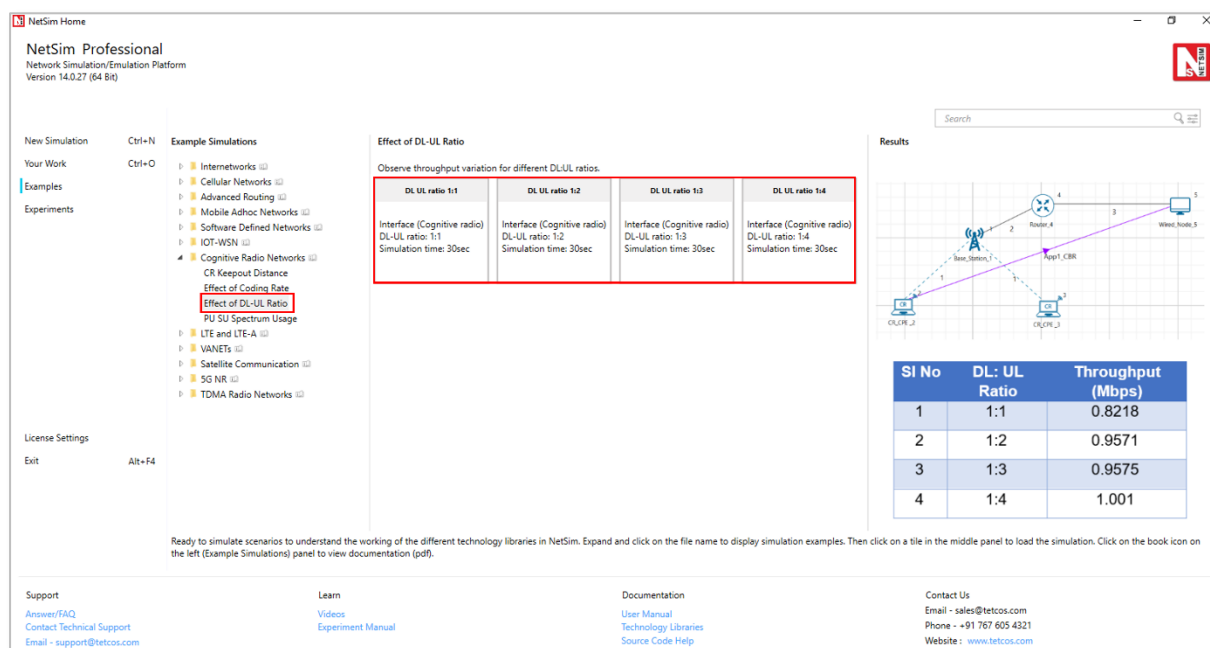 NetSim Home
NetSim Professional
Network Simulation/Emulation Platform
Version 14.0.27 (64 Bit)
NETSIM
Search
New Simulation Ctrl+N
Your Work Ctrl+O
Examples
Experiments
License Settings
Exit Alt+F4
Example Simulations
Internetworks
Cellular Networks
Advanced Routing
Mobile Adhoc Networks
Software Defined Networks
IOT-WSN
Cognitive Radio Networks
CR Keepout Distance
Effect of Coding Rate
Effect of DL-UL Ratio
PU SU Spectrum Usage
LTE and LTE-A
VANETs
Satellite Communication
5G NR
TDMA Radio Networks
Effect of DL-UL Ratio
Observe throughput variation for different DL:UL ratios.
DL UL ratio 1:1
Interface (Cognitive radio)
DL-UL ratio: 1:1
Simulation time: 30sec
DL UL ratio 1:2
Interface (Cognitive radio)
DL-UL ratio: 1:2
Simulation time: 30sec
DL UL ratio 1:3
Interface (Cognitive radio)
DL-UL ratio: 1:3
Simulation time: 30sec
DL UL ratio 1:4
Interface (Cognitive radio)
DL-UL ratio: 1:4
Simulation time: 30sec
Results
4
5
Router_4
3
Wired_Node_5
1
2
Base_Station_1
App1_CBR
1
1
2
CR
CR_CPE_2
3
CR
CR_CPE_3
SI No DL: UL Ratio Throughput (Mbps)
1 1:1 0.8218
2 1:2 0.9571
3 1:3 0.9575
4 1:4 1.001
Ready to simulate scenarios to understand the working of the different technology libraries in NetSim. Expand and click on the file name to display simulation examples. Then click on a tile in the middle panel to load the simulation. Click on the book icon on
the left (Example Simulations) panel to view documentation (pdf).
Support
Answer/FAQ
Contact Technical Support
Email - support@tetcos.com
Learn
Videos
Experiment Manual
Documentation
User Manual
Technology Libraries
Source Code Help
Contact Us
Email - sales@tetcos.com
Phone - +91 767 605 4321
Website : www.tetcos.com